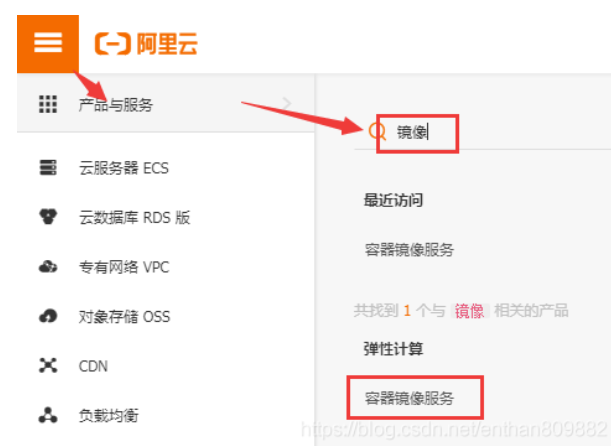 阿里云
产品与服务
云服务器 ECS
云数据库 RDS 版
专有网络 VPC
对象存储 OSS
CDN
负载均衡
镜像
最近访问
容器镜像服务
共找到 1 个与 镜像 相关的产品
弹性计算
容器镜像服务
https://blog.csdn.net/enthan809882